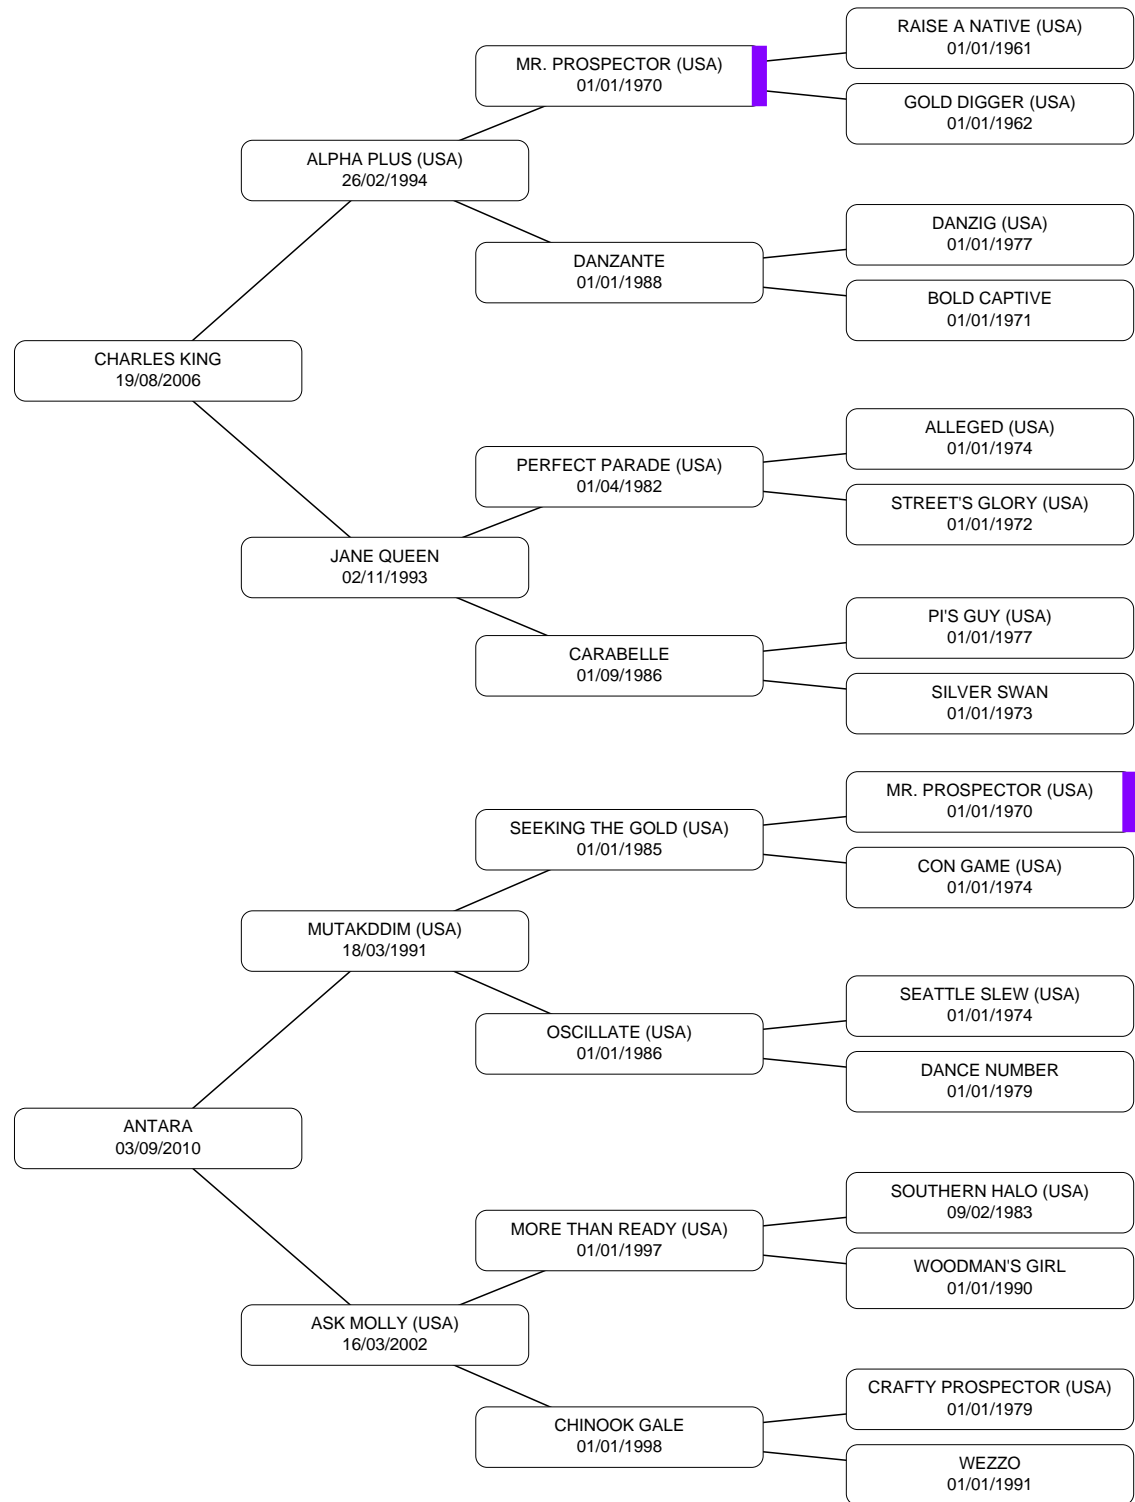 RAISE A NATIVE (USA)
01/01/1961
MR. PROSPECTOR (USA)
01/01/1970
GOLD DIGGER (USA)
01/01/1962
ALPHA PLUS (USA)
26/02/1994
DANZIG (USA)
01/01/1977
DANZANTE
01/01/1988
BOLD CAPTIVE
01/01/1971
CHARLES KING
19/08/2006
ALLEGED (USA)
01/01/1974
PERFECT PARADE (USA)
01/04/1982
STREET'S GLORY (USA)
01/01/1972
JANE QUEEN
02/11/1993
PI'S GUY (USA)
01/01/1977
CARABELLE
01/09/1986
SILVER SWAN
01/01/1973
MR. PROSPECTOR (USA)
01/01/1970
SEEKING THE GOLD (USA)
01/01/1985
CON GAME (USA)
01/01/1974
MUTAKDDIM (USA)
18/03/1991
SEATTLE SLEW (USA)
01/01/1974
OSCILLATE (USA)
01/01/1986
DANCE NUMBER
01/01/1979
ANTARA
03/09/2010
SOUTHERN HALO (USA)
09/02/1983
MORE THAN READY (USA)
01/01/1997
WOODMAN'S GIRL
01/01/1990
ASK MOLLY (USA)
16/03/2002
CRAFTY PROSPECTOR (USA)
01/01/1979
CHINOOK GALE
01/01/1998
WEZZO
01/01/1991